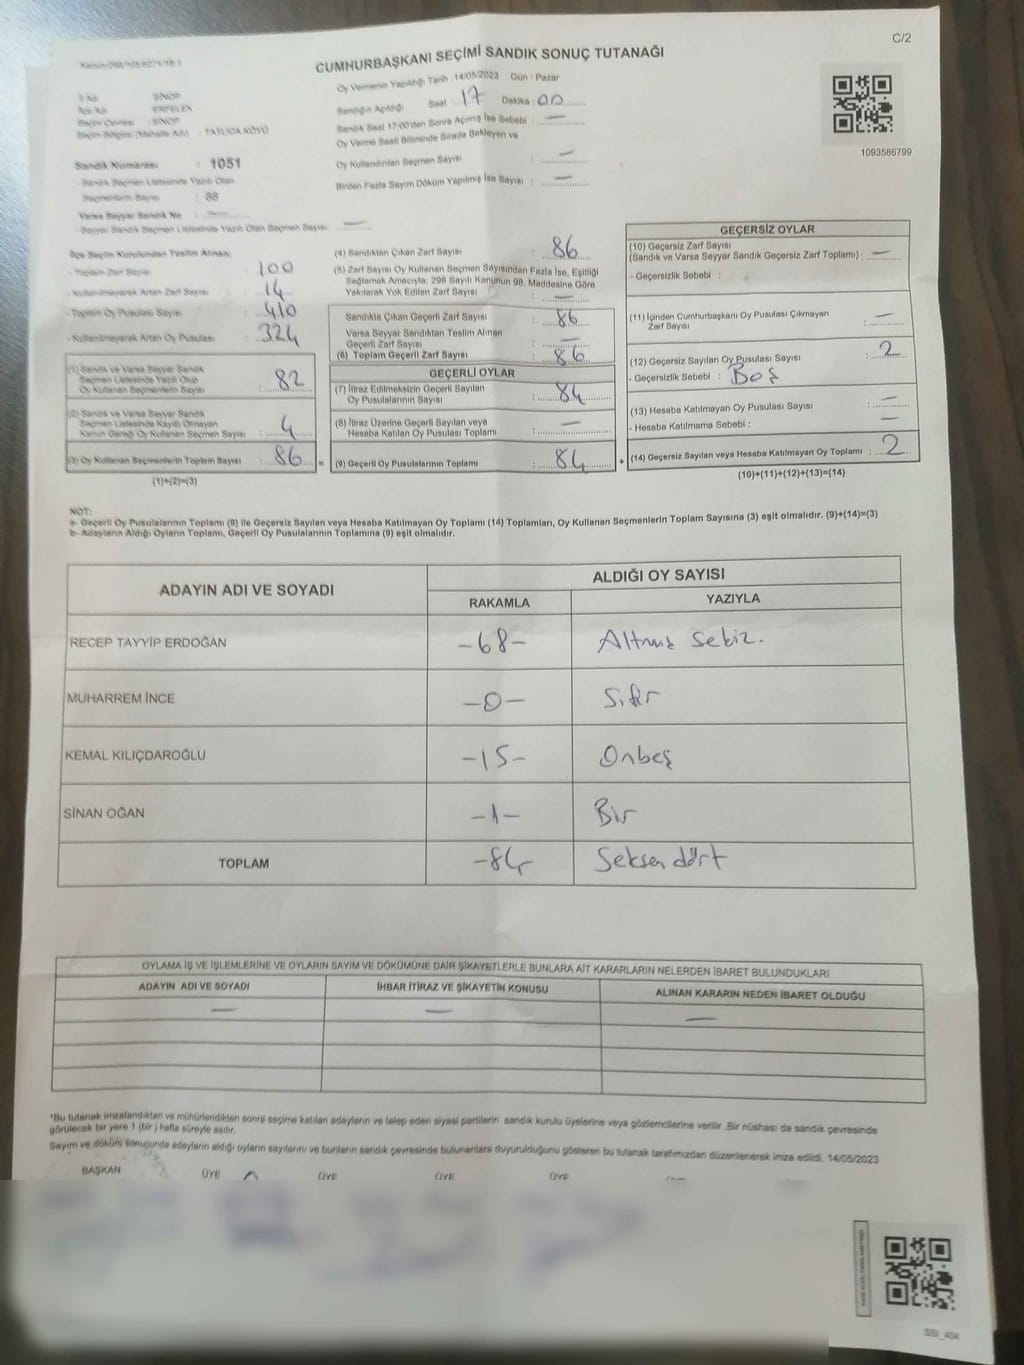 C/2
Kanun/298/103/6271/18-1
CUMHURBAŞKANI SEÇİMİ SANDIK SONUÇ TUTANAĞI
Oy Vermenin Yapıldığı Tarih : 14/05/2023 Gün : Pazar
İl Adı : SİNOP
İlçe Adı : ERFELEK
Seçim Çevresi : SİNOP
Seçim Bölgesi (Mahalle Adı) : TATLICA KÖYÜ
Sandığın Açıldığı Saat : 17 Dakika : 00
Sandık Saat 17:00'den Sonra Açılmış İse Sebebi : —
Oy Verme Saati Bitiminde Sırada Bekleyen ve
Oy Kullandırılan Seçmen Sayısı : —
Birden Fazla Sayım Döküm Yapılmış İse Sayısı : —
1093586799
Sandık Numarası : 1051
- Sandık Seçmen Listesinde Yazılı Olan
Seçmenlerin Sayısı : 88
Varsa Seyyar Sandık No : —
- Seyyar Sandık Seçmen Listesinde Yazılı Olan Seçmen Sayısı : —
İlçe Seçim Kurulundan Teslim Alınan:
- Toplam Zarf Sayısı : 100
- Kullanılmayarak Artan Zarf Sayısı : 14
- Toplam Oy Pusulası Sayısı : 410
- Kullanılmayarak Artan Oy Pusulası : 324
(1) Sandık ve Varsa Seyyar Sandık
Seçmen Listesinde Yazılı Olup
Oy Kullanan Seçmenlerin Sayısı : 82
(2) Sandık ve Varsa Seyyar Sandık
Seçmen Listesinde Kayıtlı Olmayan
Kanun Gereği Oy Kullanan Seçmen Sayısı : 4
(3) Oy Kullanan Seçmenlerin Toplam Sayısı : 86 =
(1)+(2)=(3)
(4) Sandıktan Çıkan Zarf Sayısı : 86
(5) Zarf Sayısı Oy Kullanan Seçmen Sayısından Fazla İse, Eşitliği
Sağlamak Amacıyla; 298 Sayılı Kanunun 98. Maddesine Göre
Yakılarak Yok Edilen Zarf Sayısı : —
Sandıkta Çıkan Geçerli Zarf Sayısı : 86
Varsa Seyyar Sandıktan Teslim Alınan
Geçerli Zarf Sayısı : —
(6) Toplam Geçerli Zarf Sayısı : 86
GEÇERLİ OYLAR
(7) İtiraz Edilmeksizin Geçerli Sayılan
Oy Pusulalarının Sayısı : 84
(8) İtiraz Üzerine Geçerli Sayılan veya
Hesaba Katılan Oy Pusulası Toplamı : —
(9) Geçerli Oy Pusulalarının Toplamı : 84 +
GEÇERSİZ OYLAR
(10) Geçersiz Zarf Sayısı
(Sandık ve Varsa Seyyar Sandık Geçersiz Zarf Toplamı) : —
- Geçersizlik Sebebi :
(11) İçinden Cumhurbaşkanı Oy Pusulası Çıkmayan
Zarf Sayısı : —
(12) Geçersiz Sayılan Oy Pusulası Sayısı : 2
- Geçersizlik Sebebi : Boş
(13) Hesaba Katılmayan Oy Pusulası Sayısı : —
- Hesaba Katılmama Sebebi : —
(14) Geçersiz Sayılan veya Hesaba Katılmayan Oy Toplamı : 2
(10)+(11)+(12)+(13)=(14)
NOT:
a- Geçerli Oy Pusulalarının Toplamı (9) ile Geçersiz Sayılan veya Hesaba Katılmayan Oy Toplamı (14) Toplamları, Oy Kullanan Seçmenlerin Toplam Sayısına (3) eşit olmalıdır. (9)+(14)=(3)
b- Adayların Aldığı Oyların Toplamı, Geçerli Oy Pusulalarının Toplamına (9) eşit olmalıdır.
ADAYIN ADI VE SOYADI
ALDIĞI OY SAYISI
RAKAMLA YAZIYLA
RECEP TAYYİP ERDOĞAN -68- Altmış Sekiz.
MUHARREM İNCE -0- Sıfır
KEMAL KILIÇDAROĞLU -15- Onbeş
SİNAN OĞAN -1- Bir
TOPLAM -84 Seksen dört
OYLAMA İŞ VE İŞLEMLERİNE VE OYLARIN SAYIM VE DÖKÜMÜNE DAİR ŞİKAYETLERLE BUNLARA AİT KARARLARIN NELERDEN İBARET BULUNDUKLARI
ADAYIN ADI VE SOYADI İHBAR İTİRAZ VE ŞİKAYETİN KONUSU ALINAN KARARIN NEDEN İBARET OLDUĞU
— — —
*Bu tutanak imzalandıktan ve mühürlendikten sonra seçime katılan adayların ve talep eden siyasi partilerin sandık kurulu üyelerine veya gözlemcilerine verilir. Bir nüshası da sandık çevresinde
görülecek bir yere 1 (bir) hafta süreyle asılır.
Sayım ve döküm sonucunda adayların aldığı oyların sayılarını ve bunların sandık çevresinde bulunanlara duyurulduğunu gösteren bu tutanak tarafımızdan düzenlenerek imza edildi. 14/05/2023
BAŞKAN ÜYE ÜYE ÜYE ÜYE